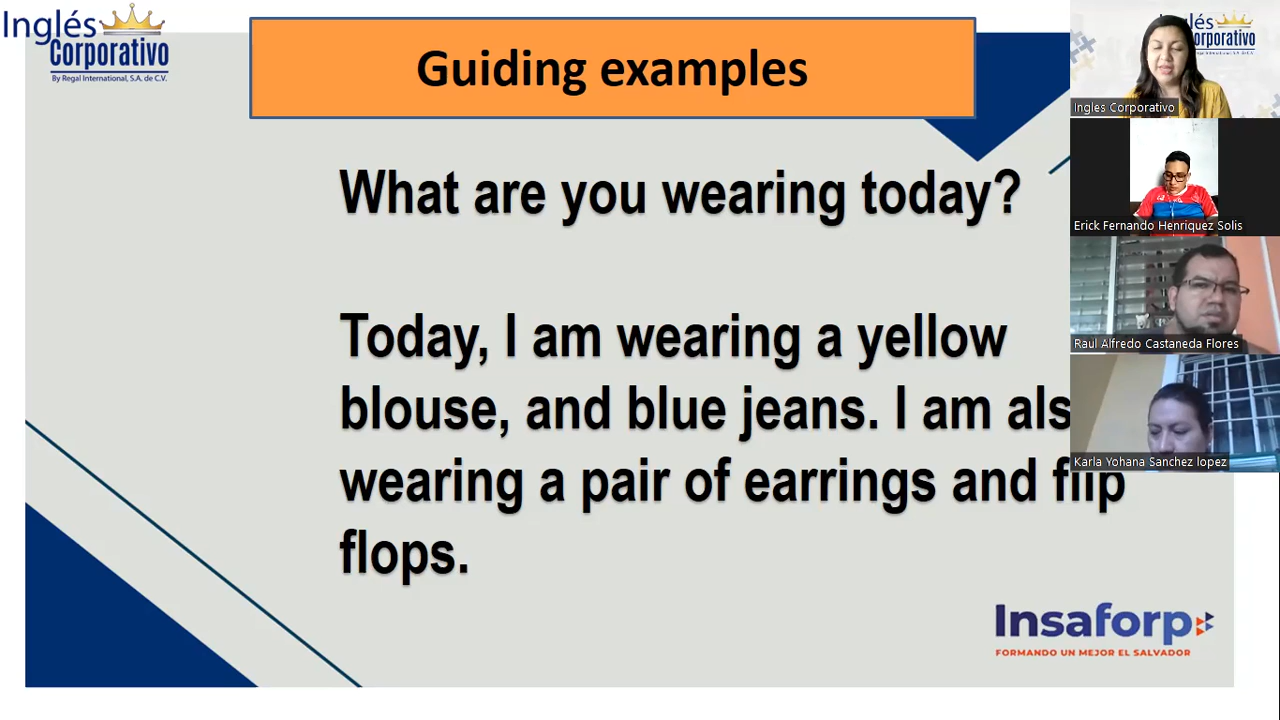 Inglés
Corporativo
By Regal International, S.A. de C.V.
Guiding examples
What are you wearing today?
Today, I am wearing a yellow
blouse, and blue jeans. I am als
wearing a pair of earrings and flip
flops.
Insaforp
FORMANDO UN MEJOR EL SALVADOR
Inglés
Corporativo
Ingles Corporativo
Erick Fernando Henriquez Solis
Raul Alfredo Castaneda Flores
Karla Yohana Sanchez lopez